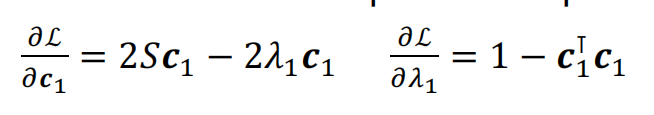 ∂ℒ/∂c₁ = 2Sc₁ − 2λ₁c₁    ∂ℒ/∂λ₁ = 1 − c₁ᵀc₁